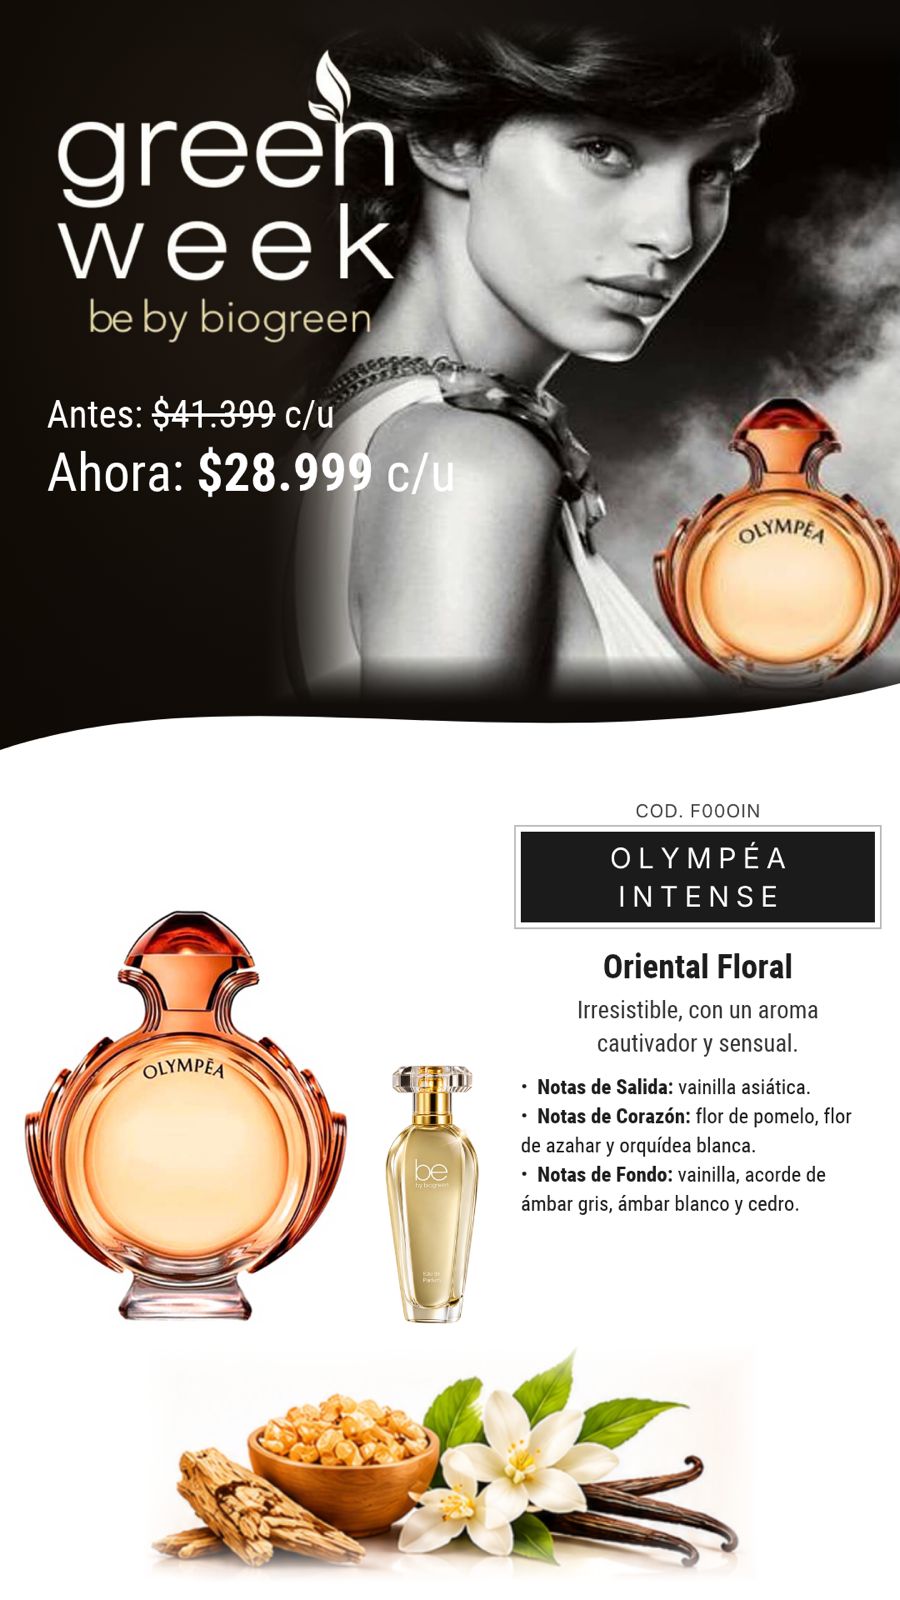 green
week
be by biogreen
Antes: $41.399 c/u
Ahora: $28.999 c/u
OLYMPÉA
COD. F00OIN
OLYMPÉA
INTENSE
Oriental Floral
Irresistible, con un aroma
cautivador y sensual.
• Notas de Salida: vainilla asiática.
• Notas de Corazón: flor de pomelo, flor
de azahar y orquídea blanca.
• Notas de Fondo: vainilla, acorde de
ámbar gris, ámbar blanco y cedro.
OLYMPÉA
be
by biogreen
Eau de
Parfum